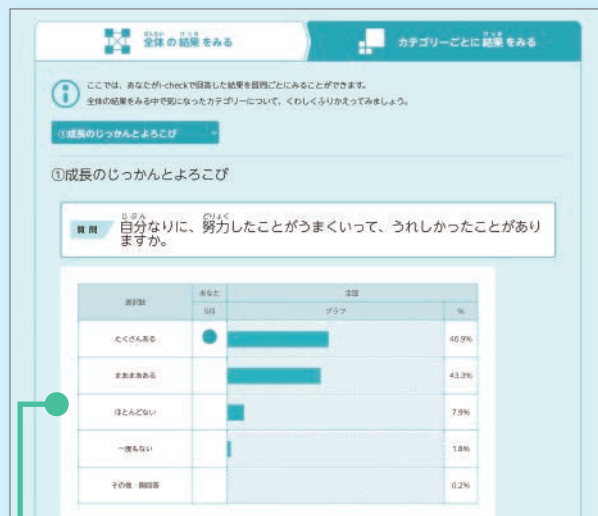 全体の結果をみる
カテゴリーごとに結果をみる
ここでは、あなたがi-checkで回答した結果を質問ごとにみることができます。
全体の結果をみる中で気になったカテゴリーについて、くわしくふりかえってみましょう。
①成長のじっかんとよろこび
①成長のじっかんとよろこび
質問 自分なりに、努力したことがうまくいって、うれしかったことがあり
ますか。
選択肢 あなた 全国
9月 グラフ %
たくさんある 46.9%
まあまあある 43.3%
ほとんどない 7.9%
一度もない 1.8%
その他・無回答 0.2%